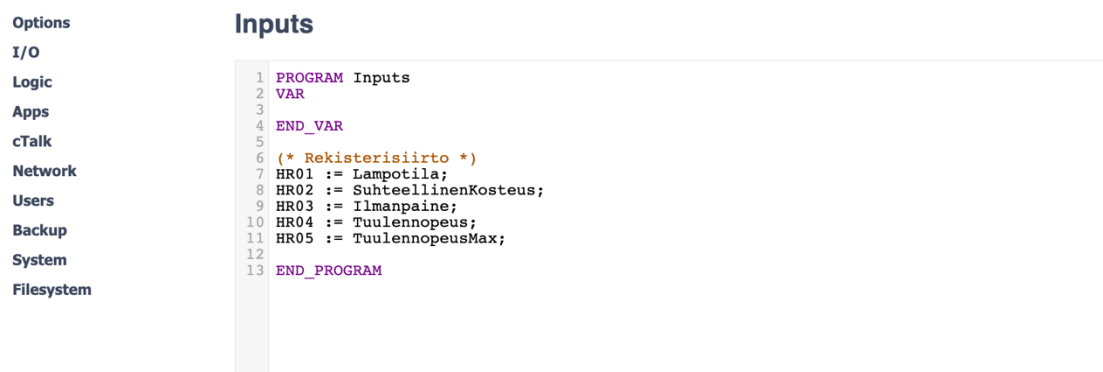 Options
I/O
Logic
Apps
cTalk
Network
Users
Backup
System
Filesystem
Inputs
1 PROGRAM Inputs
2 VAR
3
4 END_VAR
5
6 (* Rekisterisiirto *)
7 HR01 := Lampotila;
8 HR02 := SuhteellinenKosteus;
9 HR03 := Ilmanpaine;
10 HR04 := Tuulennopeus;
11 HR05 := TuulennopeusMax;
12
13 END_PROGRAM